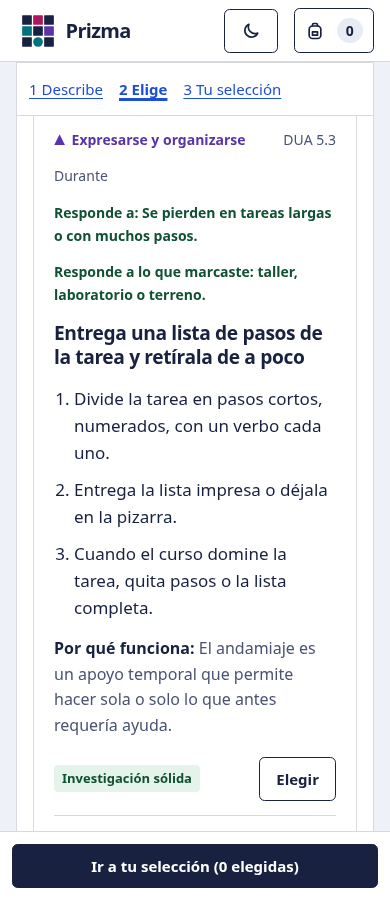 Prizma
0
1 Describe 2 Elige 3 Tu selección
Expresarse y organizarse DUA 5.3
Durante
Responde a: Se pierden en tareas largas
o con muchos pasos.
Responde a lo que marcaste: taller,
laboratorio o terreno.
Entrega una lista de pasos de
la tarea y retírala de a poco
1. Divide la tarea en pasos cortos,
numerados, con un verbo cada
uno.
2. Entrega la lista impresa o déjala
en la pizarra.
3. Cuando el curso domine la
tarea, quita pasos o la lista
completa.
Por qué funciona: El andamiaje es
un apoyo temporal que permite
hacer sola o solo lo que antes
requería ayuda.
Investigación sólida Elegir
Ir a tu selección (0 elegidas)